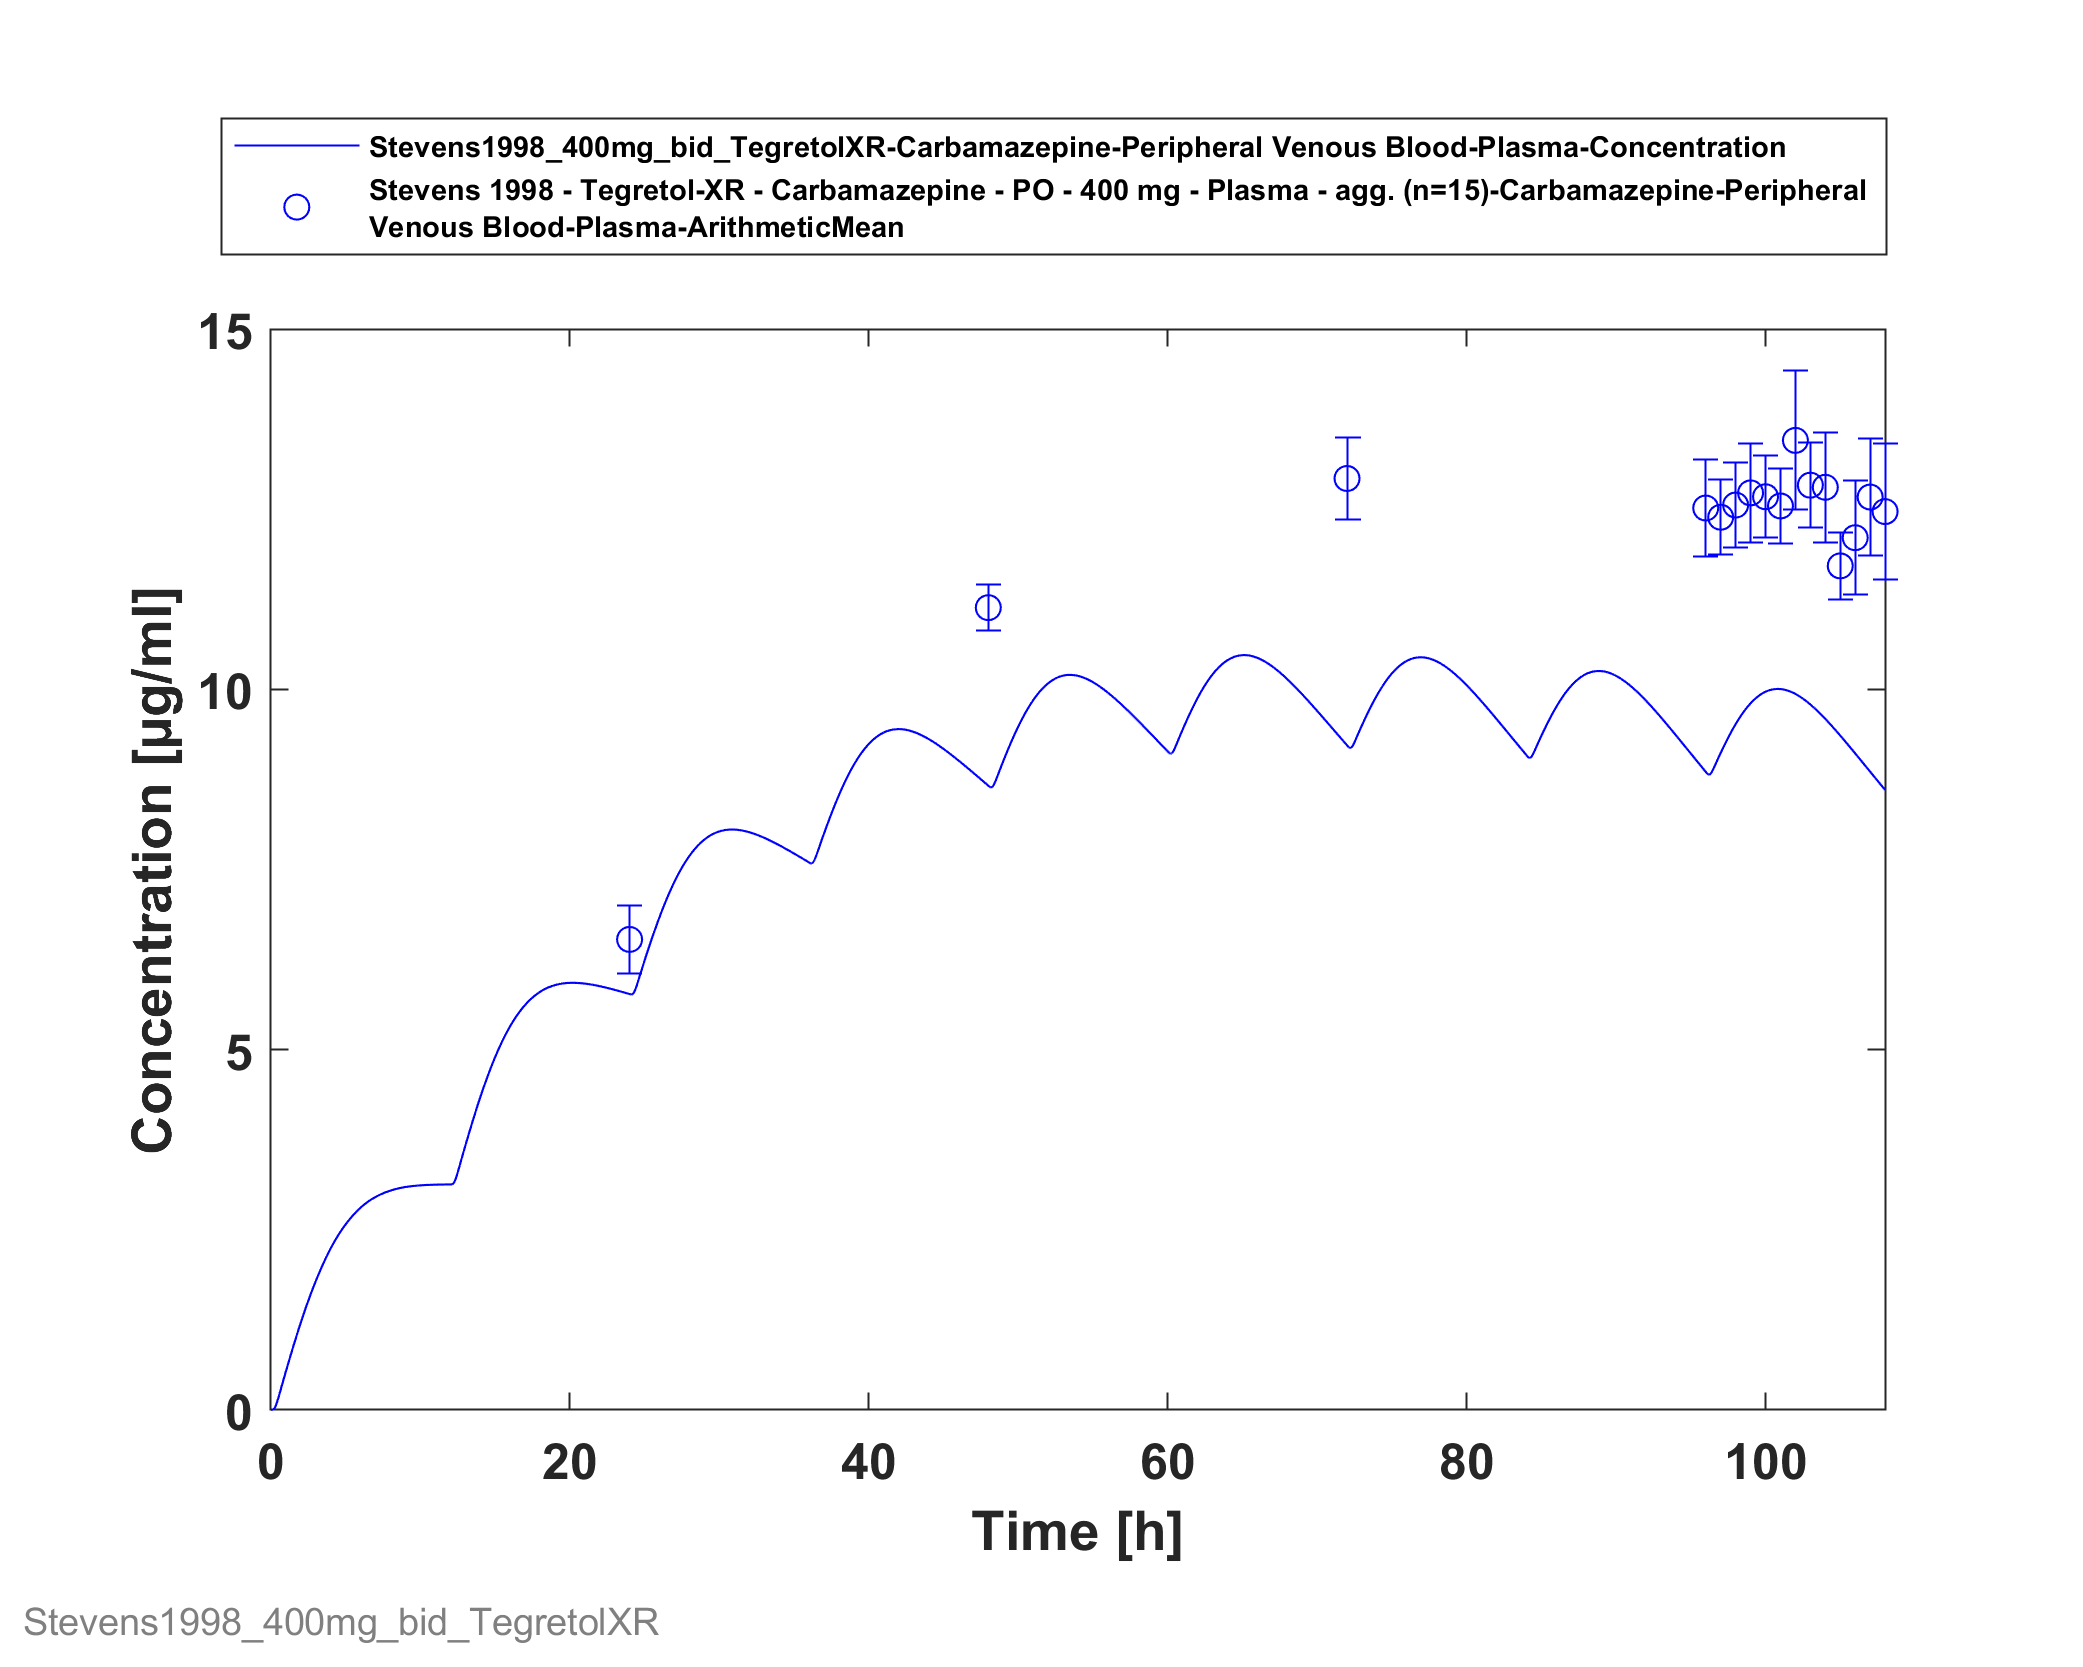 Stevens1998_400mg_bid_TegretolXR-Carbamazepine-Peripheral Venous Blood-Plasma-Concentration
Stevens 1998 - Tegretol-XR - Carbamazepine - PO - 400 mg - Plasma - agg. (n=15)-Carbamazepine-Peripheral
Venous Blood-Plasma-ArithmeticMean
15
10
5
0
Concentration [µg/ml]
0 20 40 60 80 100
Time [h]
Stevens1998_400mg_bid_TegretolXR